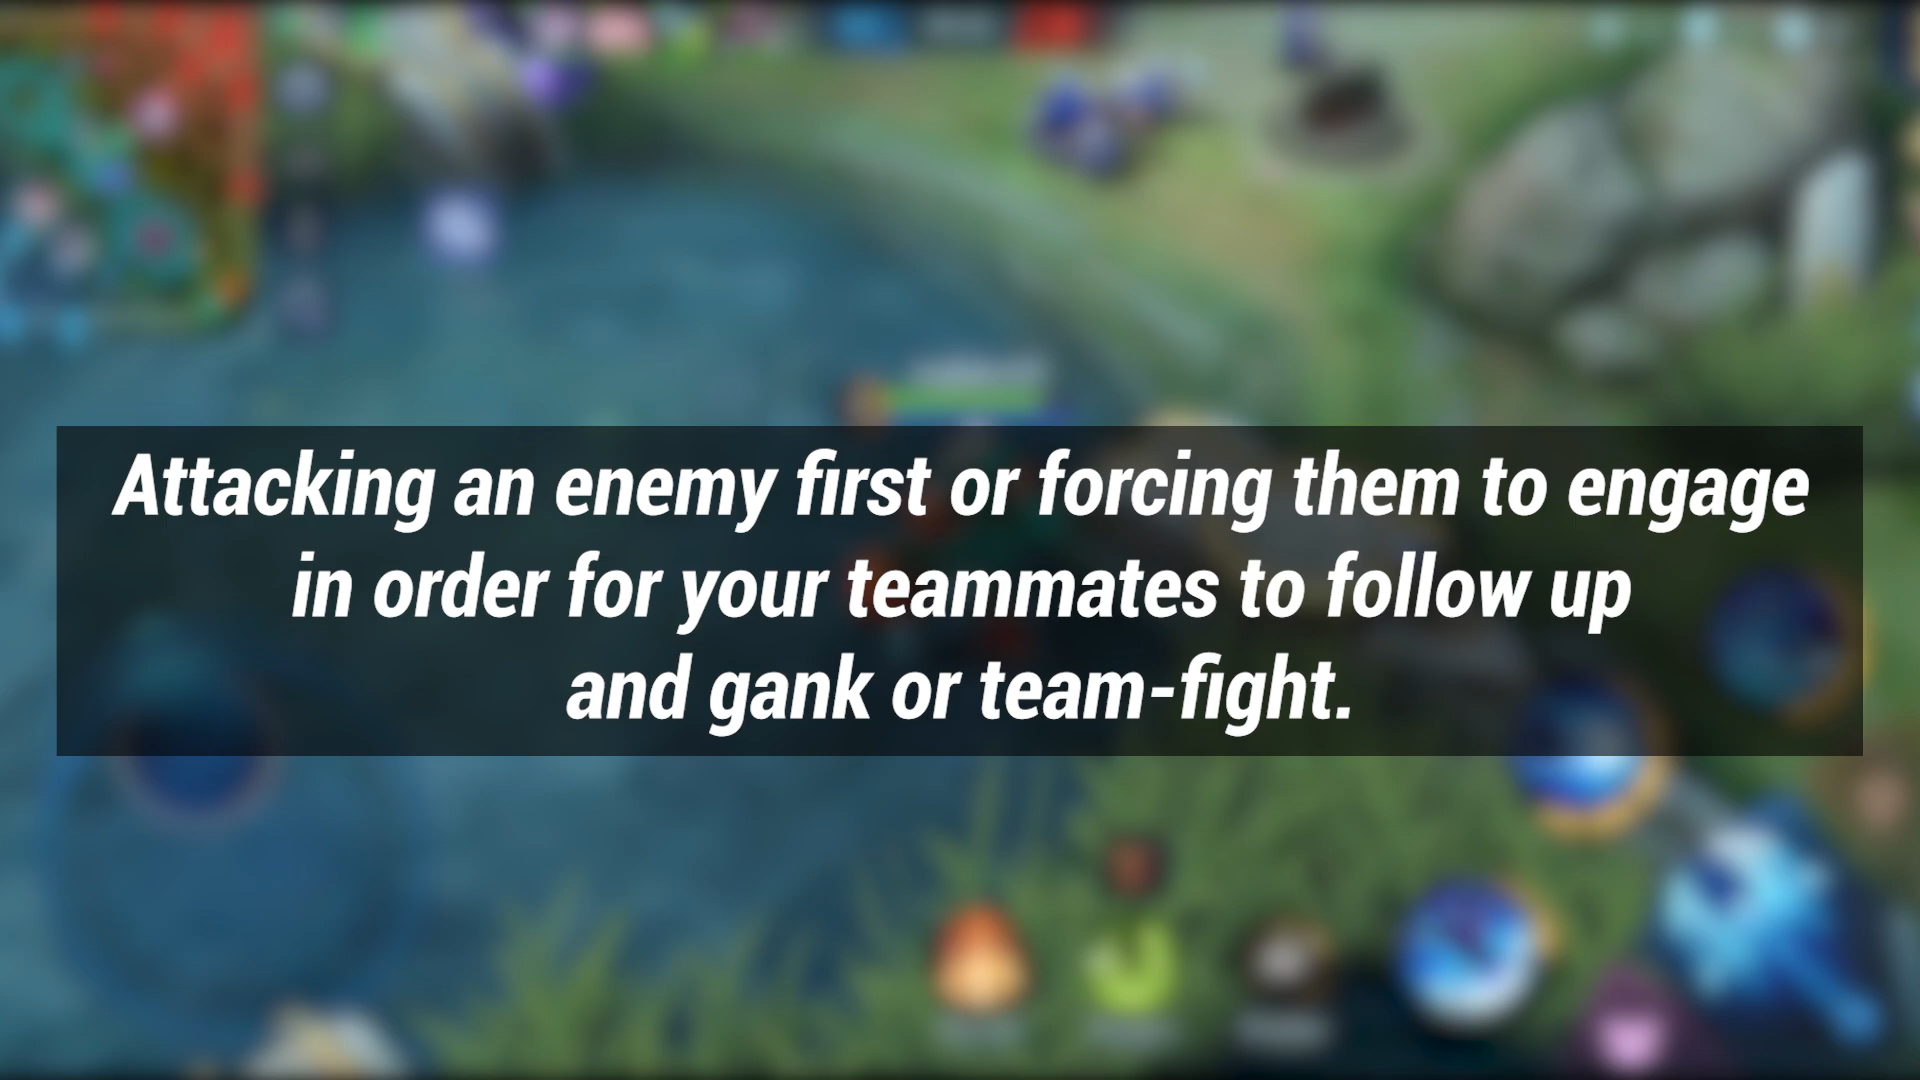 Attacking an enemy first or forcing them to engage
in order for your teammates to follow up
and gank or team-fight.